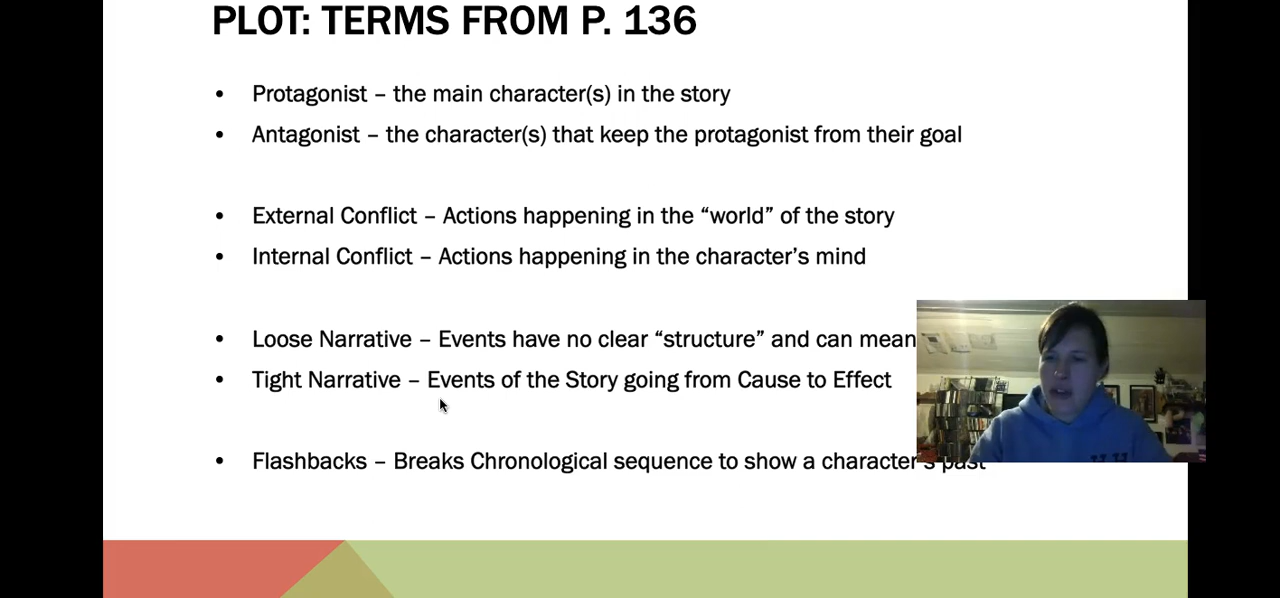 PLOT: TERMS FROM P. 136
• Protagonist – the main character(s) in the story
• Antagonist – the character(s) that keep the protagonist from their goal
• External Conflict – Actions happening in the “world” of the story
• Internal Conflict – Actions happening in the character’s mind
• Loose Narrative – Events have no clear “structure” and can mean
• Tight Narrative – Events of the Story going from Cause to Effect
• Flashbacks – Breaks Chronological sequence to show a character’s past